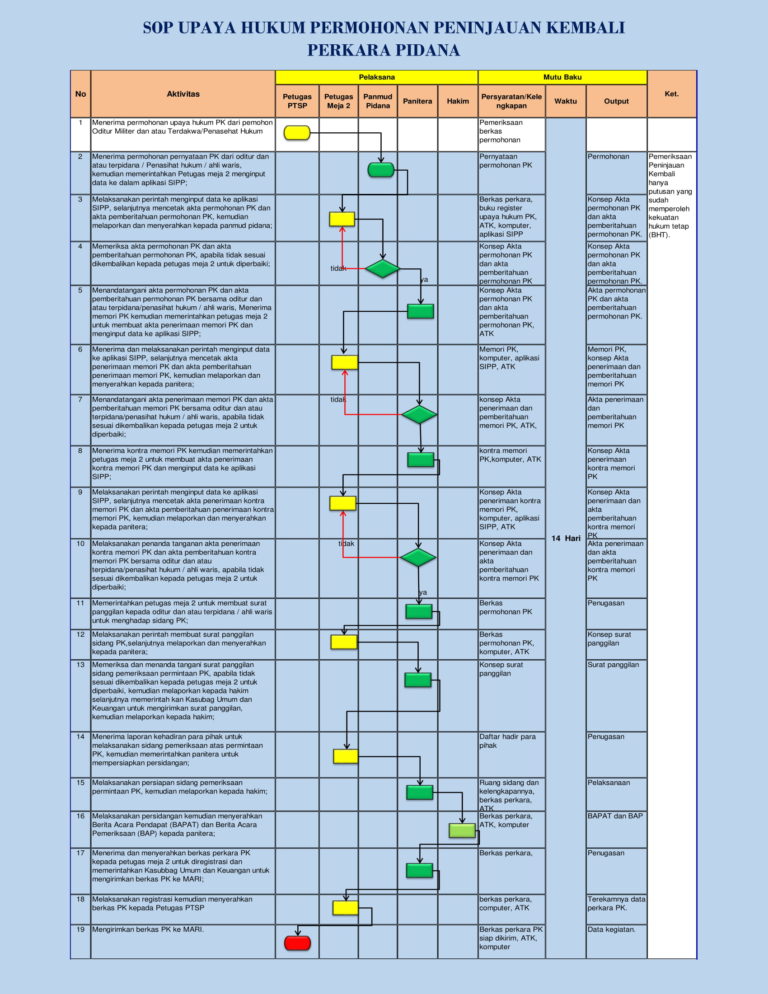 SOP UPAYA HUKUM PERMOHONAN PENINJAUAN KEMBALI
PERKARA PIDANA
No
Aktivitas
Pelaksana
Mutu Baku
Ket.
Petugas
PTSP
Petugas
Meja 2
Panmud
Pidana
Panitera
Hakim
Persyaratan/Kele
ngkapan
Waktu
Output
1
Menerima permohonan upaya hukum PK dari pemohon
Oditur Militer dan atau Terdakwa/Penasehat Hukum
Pemeriksaan
berkas
permohonan
2
Menerima permohonan pernyataan PK dari oditur dan
atau terpidana / Penasihat hukum / ahli waris,
kemudian memerintahkan Petugas meja 2 menginput
data ke dalam aplikasi SIPP;
Pernyataan
permohonan PK
Permohonan
Pemeriksaan
Peninjauan
Kembali
hanya
putusan yang
sudah
memperoleh
kekuatan
hukum tetap
(BHT).
3
Melaksanakan perintah menginput data ke aplikasi
SIPP, selanjutnya mencetak akta permohonan PK dan
akta pemberitahuan permohonan PK, kemudian
melaporkan dan menyerahkan kepada panmud pidana;
Berkas perkara,
buku register
upaya hukum PK,
ATK, komputer,
aplikasi SIPP
Konsep Akta
permohonan PK
dan akta
pemberitahuan
permohonan PK.
4
Memeriksa akta permohonan PK dan akta
pemberitahuan permohonan PK, apabila tidak sesuai
dikembalikan kepada petugas meja 2 untuk diperbaiki;
tidak
ya
Konsep Akta
permohonan PK
dan akta
pemberitahuan
permohonan PK
Konsep Akta
permohonan PK
dan akta
pemberitahuan
permohonan PK.
5
Menandatangani akta permohonan PK dan akta
pemberitahuan permohonan PK bersama oditur dan
atau terpidana/penasihat hukum / ahli waris, Menerima
memori PK kemudian memerintahkan petugas meja 2
untuk membuat akta penerimaan memori PK dan
menginput data ke aplikasi SIPP;
Konsep Akta
permohonan PK
dan akta
pemberitahuan
permohonan PK,
ATK
Akta permohonan
PK dan akta
pemberitahuan
permohonan PK.
6
Menerima dan melaksanakan perintah menginput data
ke aplikasi SIPP, selanjutnya mencetak akta
penerimaan memori PK dan akta pemberitahuan
penerimaan memori PK, kemudian melaporkan dan
menyerahkan kepada panitera;
Memori PK,
komputer, aplikasi
SIPP, ATK
Memori PK,
konsep Akta
penerimaan dan
pemberitahuan
memori PK
7
Menandatangani akta penerimaan memori PK dan akta
pemberitahuan memori PK bersama oditur dan atau
terpidana/penasihat hukum / ahli waris, apabila tidak
sesuai dikembalikan kepada petugas meja 2 untuk
diperbaiki;
tidak
konsep Akta
penerimaan dan
pemberitahuan
memori PK, ATK,
Akta penerimaan
dan
pemberitahuan
memori PK
8
Menerima kontra memori PK kemudian memerintahkan
petugas meja 2 untuk membuat akta penerimaan
kontra memori PK dan menginput data ke aplikasi
SIPP;
kontra memori
PK,komputer, ATK
Konsep Akta
penerimaan
kontra memori
PK
9
Melaksanakan perintah menginput data ke aplikasi
SIPP, selanjutnya mencetak akta penerimaan kontra
memori PK dan akta pemberitahuan penerimaan kontra
memori PK, kemudian melaporkan dan menyerahkan
kepada panitera;
Konsep Akta
penerimaan kontra
memori PK,
komputer, aplikasi
SIPP, ATK
14 Hari
Konsep Akta
penerimaan dan
akta
pemberitahuan
kontra memori
PK
10
Melaksanakan penanda tanganan akta penerimaan
kontra memori PK dan akta pemberitahuan kontra
memori PK bersama oditur dan atau
terpidana/penasihat hukum / ahli waris, apabila tidak
sesuai dikembalikan kepada petugas meja 2 untuk
diperbaiki;
tidak
ya
Konsep Akta
penerimaan dan
akta
pemberitahuan
kontra memori PK
Akta penerimaan
dan akta
pemberitahuan
kontra memori
PK
11
Memerintahkan petugas meja 2 untuk membuat surat
panggilan kepada oditur dan atau terpidana / ahli waris
untuk menghadap sidang PK;
Berkas
permohonan PK
Penugasan
12
Melaksanakan perintah membuat surat panggilan
sidang PK,selanjutnya melaporkan dan menyerahkan
kepada panitera;
Berkas
permohonan PK,
komputer, ATK
Konsep surat
panggilan
13
Memeriksa dan menanda tangani surat panggilan
sidang pemeriksaan permintaan PK, apabila tidak
sesuai dikembalikan kepada petugas meja 2 untuk
diperbaiki, kemudian melaporkan kepada hakim
selanjutnya memerintah kan Kasubag Umum dan
Keuangan untuk mengirimkan surat panggilan,
kemudian melaporkan kepada hakim;
Konsep surat
panggilan
Surat panggilan
14
Menerima laporan kehadiran para pihak untuk
melaksanakan sidang pemeriksaan atas permintaan
PK, kemudian memerintahkan panitera untuk
mempersiapkan persidangan;
Daftar hadir para
pihak
Penugasan
15
Melaksanakan persiapan sidang pemeriksaan
permintaan PK, kemudian melaporkan kepada hakim;
Ruang sidang dan
kelengkapannya,
berkas perkara,
ATK
Pelaksanaan
16
Melaksanakan persidangan kemudian menyerahkan
Berita Acara Pendapat (BAPAT) dan Berita Acara
Pemeriksaan (BAP) kepada panitera;
Berkas perkara,
ATK, komputer
BAPAT dan BAP
17
Menerima dan menyerahkan berkas perkara PK
kepada petugas meja 2 untuk diregistrasi dan
memerintahkan Kasubbag Umum dan Keuangan untuk
mengirimkan berkas PK ke MARI;
Berkas perkara,
Penugasan
18
Melaksanakan registrasi kemudian menyerahkan
berkas PK kepada Petugas PTSP
berkas perkara,
computer, ATK
Terekamnya data
perkara PK.
19
Mengirimkan berkas PK ke MARI.
Berkas perkara PK
siap dikirim, ATK,
komputer
Data kegiatan.